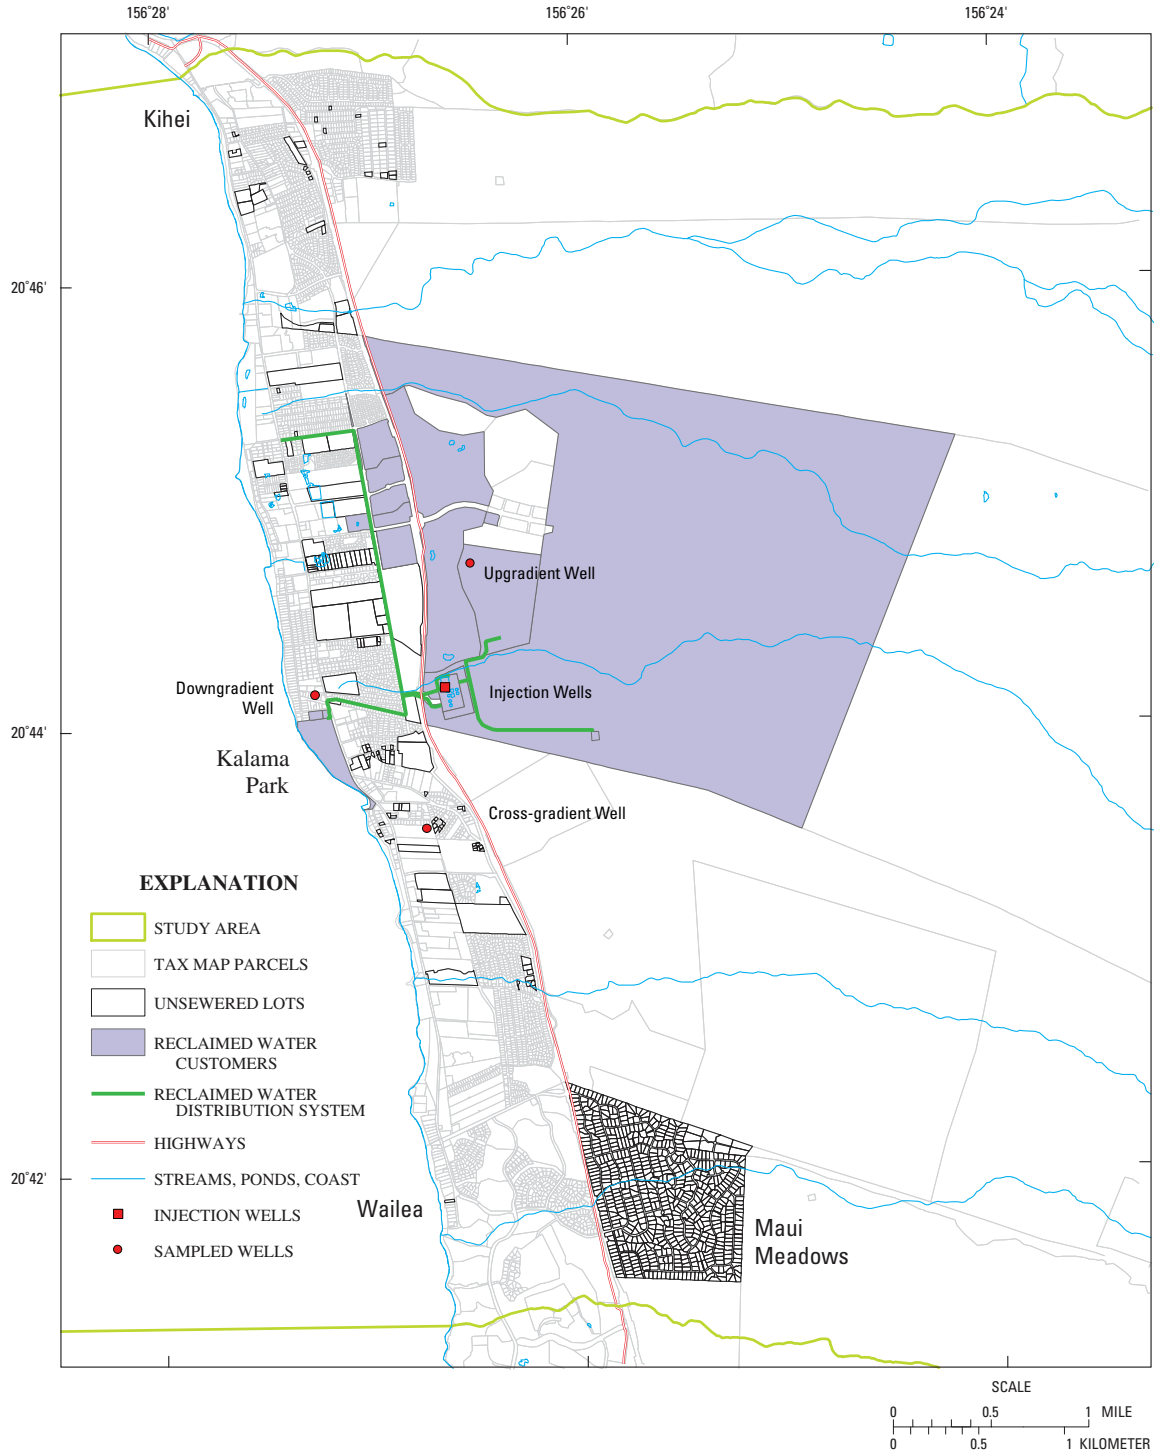 156°28'
156°26'
156°24'
Kihei
20°46'
Upgradient Well
Downgradient
Well
Injection Wells
20°44'
Kalama
Park
Cross-gradient Well
EXPLANATION
STUDY AREA
TAX MAP PARCELS
UNSEWERED LOTS
RECLAIMED WATER
CUSTOMERS
RECLAIMED WATER
DISTRIBUTION SYSTEM
HIGHWAYS
STREAMS, PONDS, COAST
INJECTION WELLS
SAMPLED WELLS
20°42'
Wailea
Maui
Meadows
SCALE
0 0.5 1 MILE
0 0.5 1 KILOMETER